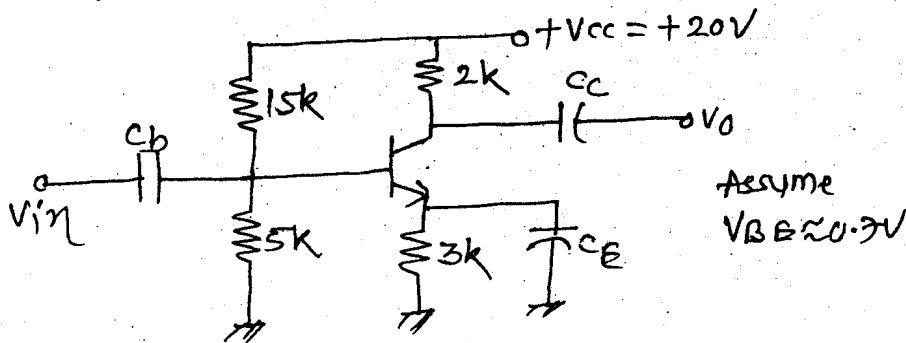 +Vcc = +20V
2k
Cc
15k
Vo
Cb
Vin
Assume
VBE ≈ 0.7V
5k
3k
CE